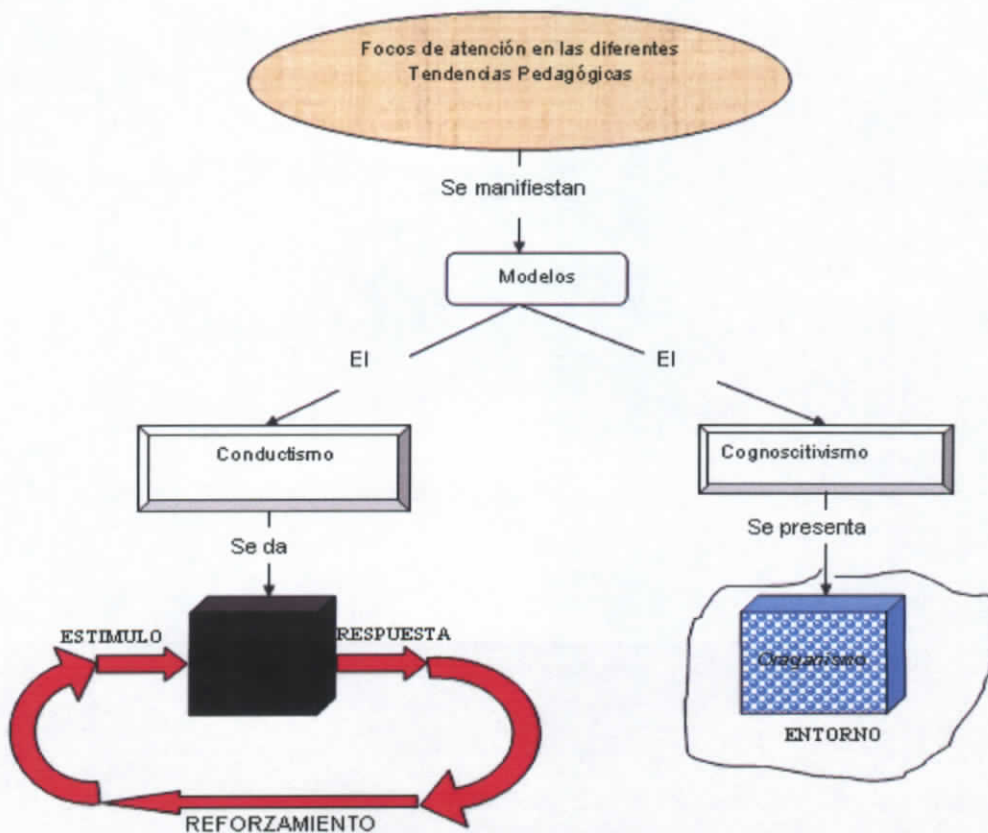 Focos de atención en las diferentes
Tendencias Pedagógicas
Se manifiestan
Modelos
El
El
Conductismo
Cognoscitivismo
Se da
Se presenta
ESTIMULO
RESPUESTA
Oraganismo
ENTORNO
REFORZAMIENTO